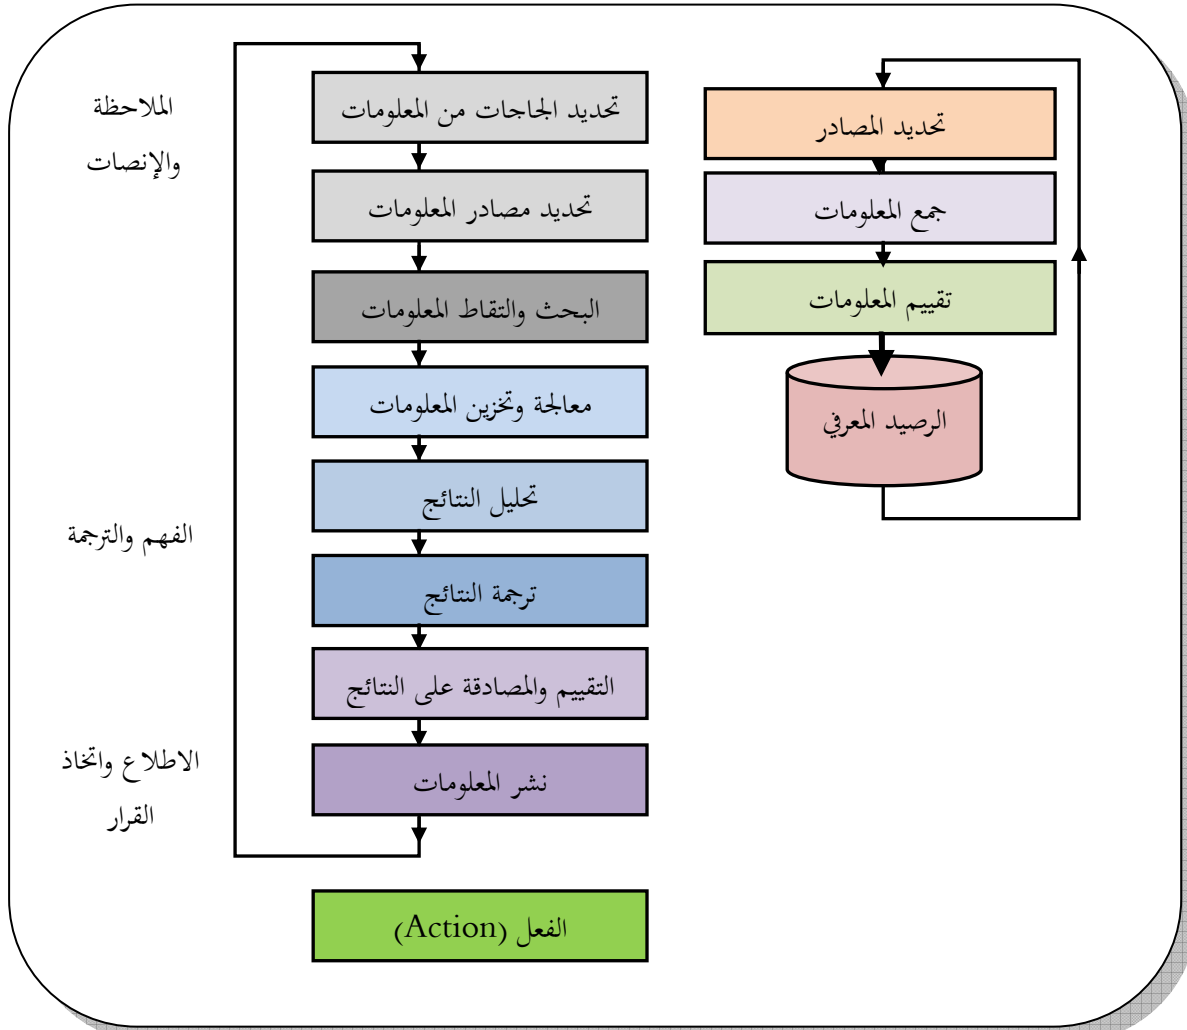 تحديد المصادر
جمع المعلومات
تقييم المعلومات
الرصيد المعرفي
تحديد الحاجات من المعلومات
تحديد مصادر المعلومات
البحث والتقاط المعلومات
معالجة وتخزين المعلومات
تحليل النتائج
ترجمة النتائج
التقييم والمصادقة على النتائج
نشر المعلومات
الفعل (Action)
الملاحظة
والإنصات
الفهم والترجمة
الاطلاع واتخاذ
القرار